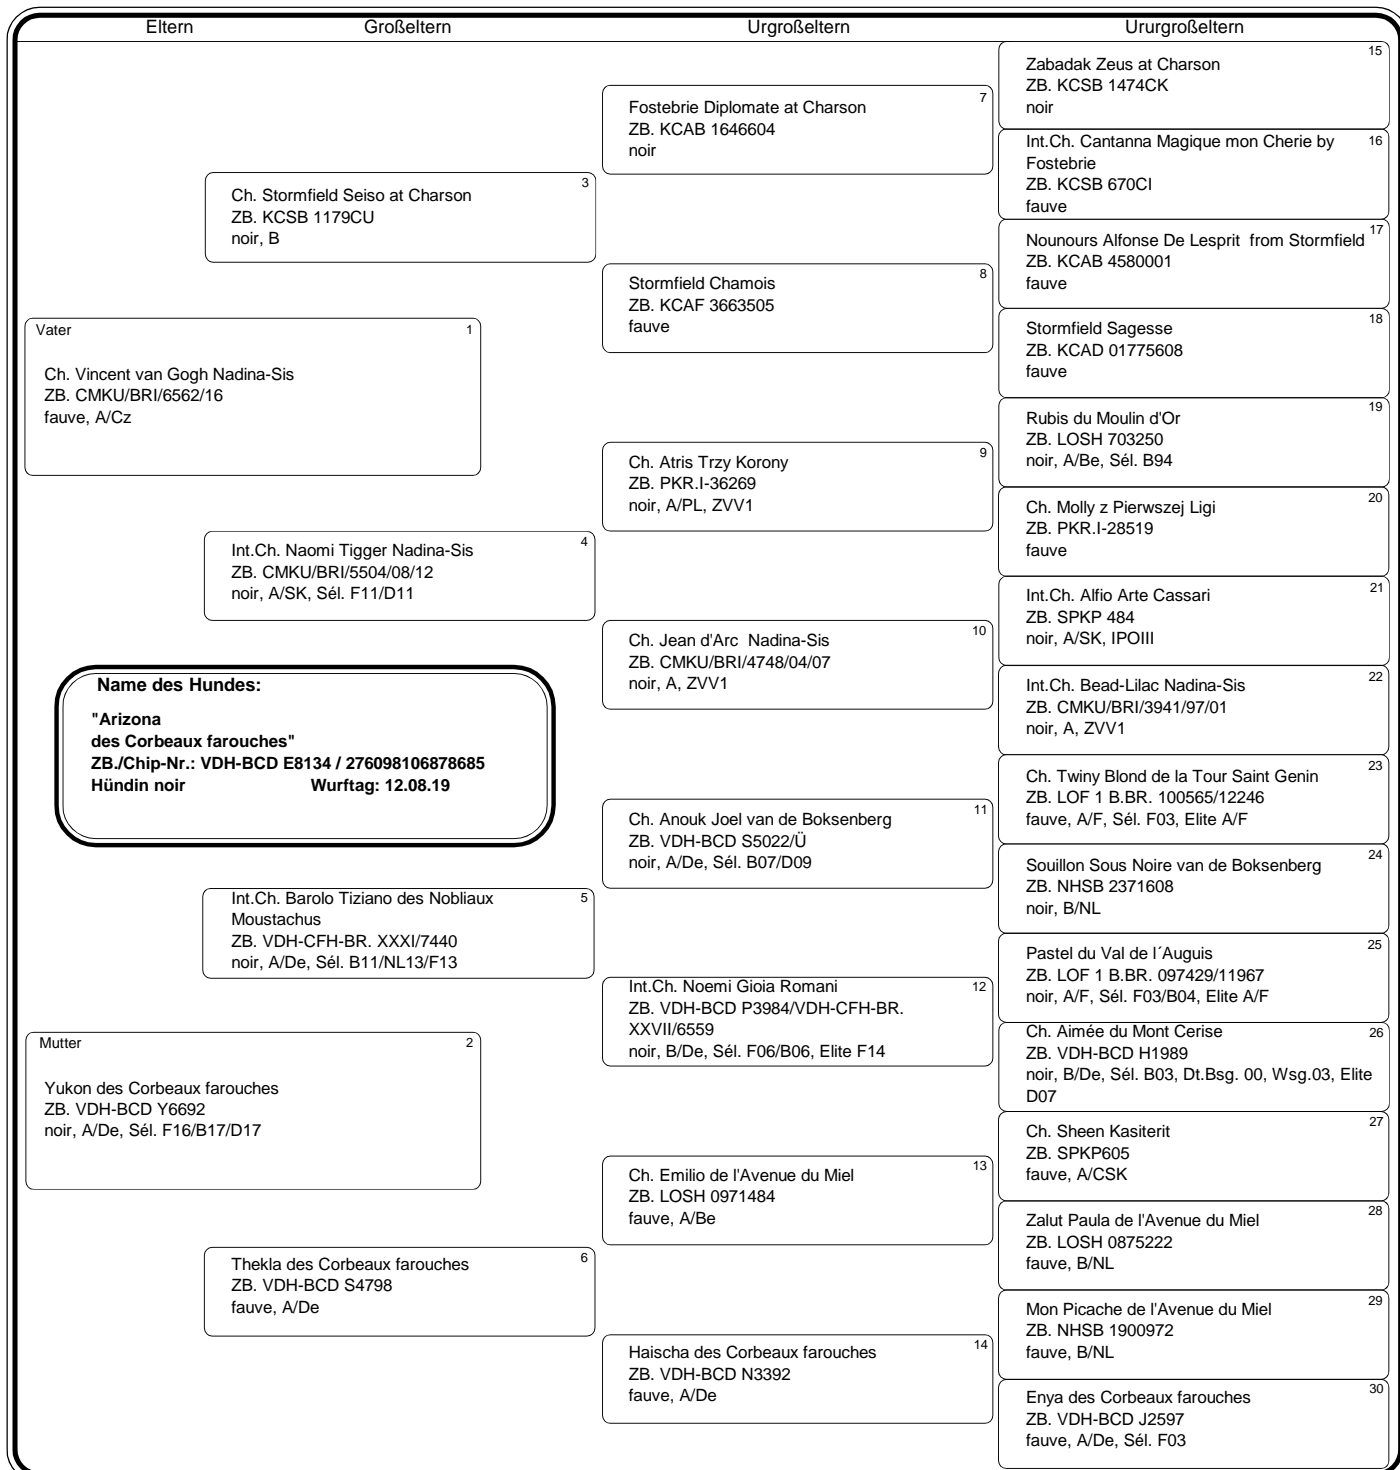 Eltern Großeltern Urgroßeltern Ururgroßeltern
Vater 1
Ch. Vincent van Gogh Nadina-Sis
ZB. CMKU/BRI/6562/16
fauve, A/Cz
Mutter 2
Yukon des Corbeaux farouches
ZB. VDH-BCD Y6692
noir, A/De, Sél. F16/B17/D17
Name des Hundes:
"Arizona
des Corbeaux farouches"
ZB./Chip-Nr.: VDH-BCD E8134 / 276098106878685
Hündin noir Wurftag: 12.08.19
3
Ch. Stormfield Seiso at Charson
ZB. KCSB 1179CU
noir, B
4
Int.Ch. Naomi Tigger Nadina-Sis
ZB. CMKU/BRI/5504/08/12
noir, A/SK, Sél. F11/D11
5
Int.Ch. Barolo Tiziano des Nobliaux
Moustachus
ZB. VDH-CFH-BR. XXXI/7440
noir, A/De, Sél. B11/NL13/F13
6
Thekla des Corbeaux farouches
ZB. VDH-BCD S4798
fauve, A/De
7
Fostebrie Diplomate at Charson
ZB. KCAB 1646604
noir
8
Stormfield Chamois
ZB. KCAF 3663505
fauve
9
Ch. Atris Trzy Korony
ZB. PKR.I-36269
noir, A/PL, ZVV1
10
Ch. Jean d'Arc Nadina-Sis
ZB. CMKU/BRI/4748/04/07
noir, A, ZVV1
11
Ch. Anouk Joel van de Boksenberg
ZB. VDH-BCD S5022/Ü
noir, A/De, Sél. B07/D09
12
Int.Ch. Noemi Gioia Romani
ZB. VDH-BCD P3984/VDH-CFH-BR.
XXVII/6559
noir, B/De, Sél. F06/B06, Elite F14
13
Ch. Emilio de l'Avenue du Miel
ZB. LOSH 0971484
fauve, A/Be
14
Haischa des Corbeaux farouches
ZB. VDH-BCD N3392
fauve, A/De
15
Zabadak Zeus at Charson
ZB. KCSB 1474CK
noir
16
Int.Ch. Cantanna Magique mon Cherie by
Fostebrie
ZB. KCSB 670CI
fauve
17
Nounours Alfonse De Lesprit from Stormfield
ZB. KCAB 4580001
fauve
18
Stormfield Sagesse
ZB. KCAD 01775608
fauve
19
Rubis du Moulin d'Or
ZB. LOSH 703250
noir, A/Be, Sél. B94
20
Ch. Molly z Pierwszej Ligi
ZB. PKR.I-28519
fauve
21
Int.Ch. Alfio Arte Cassari
ZB. SPKP 484
noir, A/SK, IPOIII
22
Int.Ch. Bead-Lilac Nadina-Sis
ZB. CMKU/BRI/3941/97/01
noir, A, ZVV1
23
Ch. Twiny Blond de la Tour Saint Genin
ZB. LOF 1 B.BR. 100565/12246
fauve, A/F, Sél. F03, Elite A/F
24
Souillon Sous Noire van de Boksenberg
ZB. NHSB 2371608
noir, B/NL
25
Pastel du Val de l´Auguis
ZB. LOF 1 B.BR. 097429/11967
noir, A/F, Sél. F03/B04, Elite A/F
26
Ch. Aimée du Mont Cerise
ZB. VDH-BCD H1989
noir, B/De, Sél. B03, Dt.Bsg. 00, Wsg.03, Elite
D07
27
Ch. Sheen Kasiterit
ZB. SPKP605
fauve, A/CSK
28
Zalut Paula de l'Avenue du Miel
ZB. LOSH 0875222
fauve, B/NL
29
Mon Picache de l'Avenue du Miel
ZB. NHSB 1900972
fauve, B/NL
30
Enya des Corbeaux farouches
ZB. VDH-BCD J2597
fauve, A/De, Sél. F03